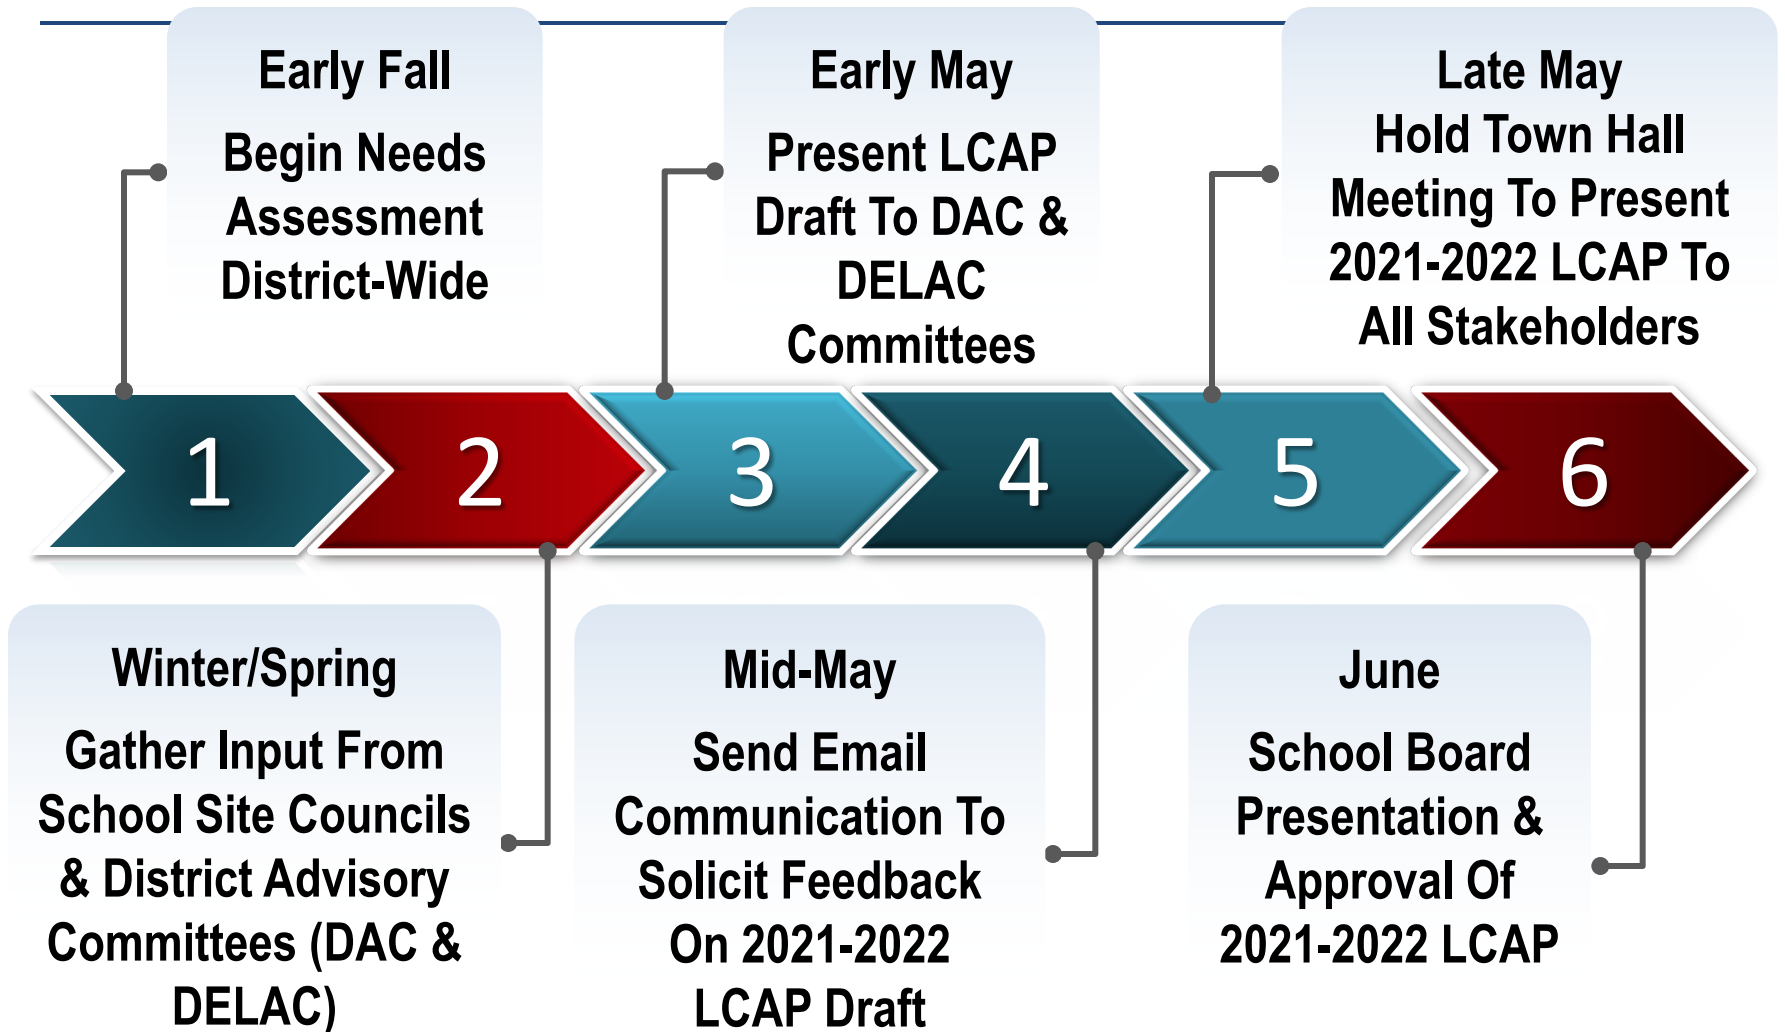 Early Fall
Begin Needs
Assessment
District-Wide
Early May
Present LCAP
Draft To DAC &
DELAC
Committees
Late May
Hold Town Hall
Meeting To Present
2021-2022 LCAP To
All Stakeholders
1
2
3
4
5
6
Winter/Spring
Gather Input From
School Site Councils
& District Advisory
Committees (DAC &
DELAC)
Mid-May
Send Email
Communication To
Solicit Feedback
On 2021-2022
LCAP Draft
June
School Board
Presentation &
Approval Of
2021-2022 LCAP